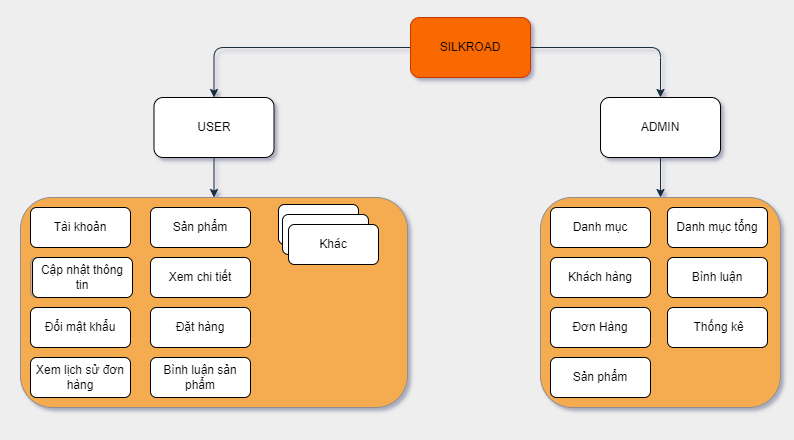 SILKROAD
USER
ADMIN
Tài khoản
Sản phẩm
Khác
Cập nhật thông
tin
Xem chi tiết
Đổi mật khẩu
Đặt hàng
Xem lịch sử đơn
hàng
Bình luận sản
phẩm
Danh mục
Danh mục tổng
Khách hàng
Bình luận
Đơn Hàng
Thống kê
Sản phẩm